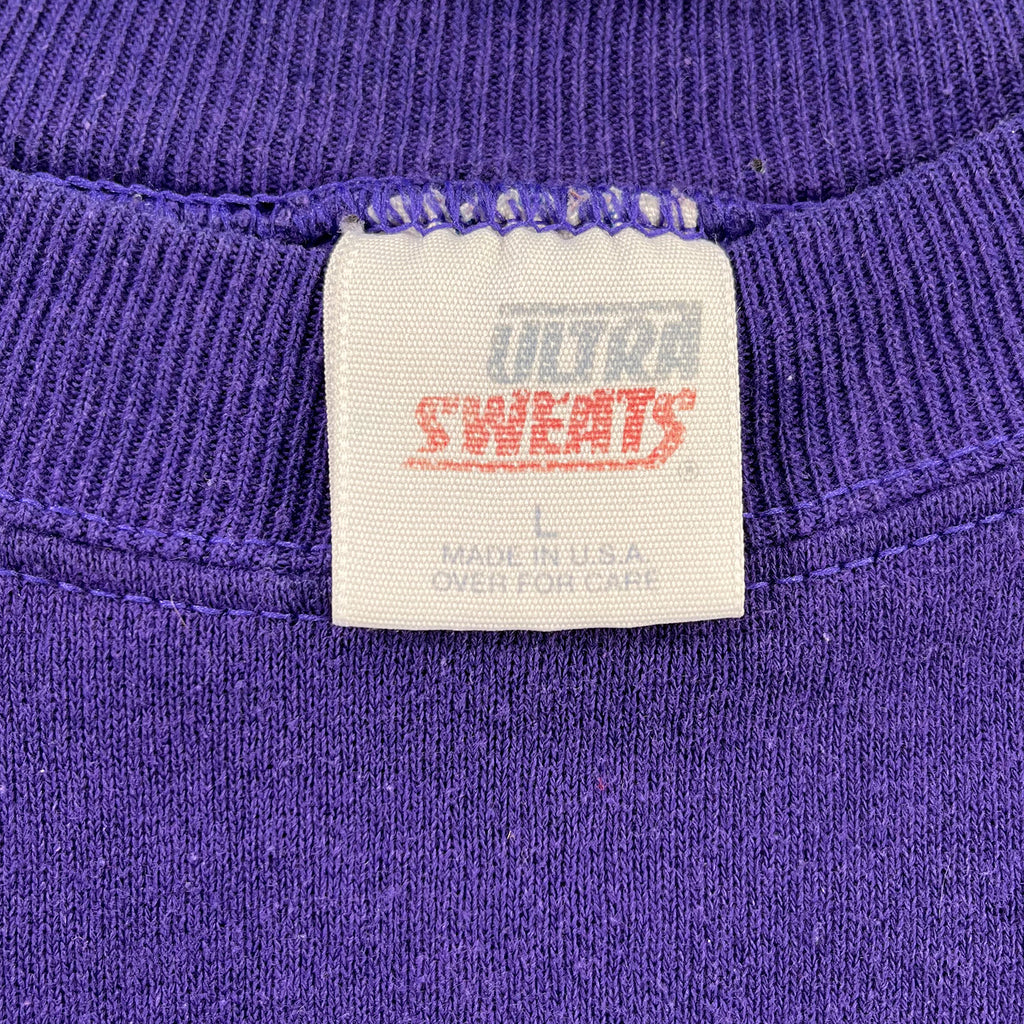 ULTRA
SWEATS®
L
MADE IN U.S.A.
OVER FOR CARE